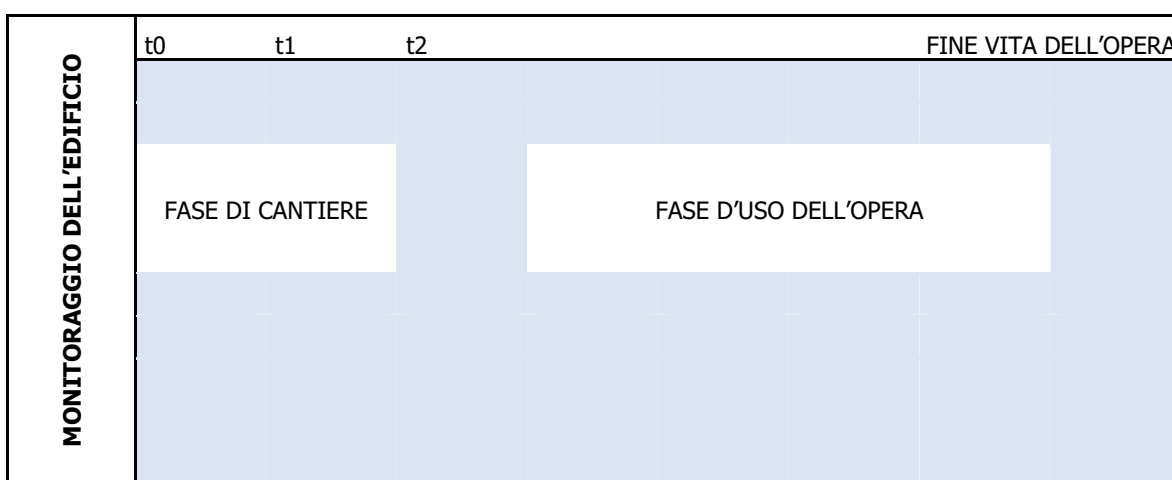 MONITORAGGIO DELL'EDIFICIO
t0 t1 t2 FINE VITA DELL'OPERA
FASE DI CANTIERE FASE D'USO DELL'OPERA